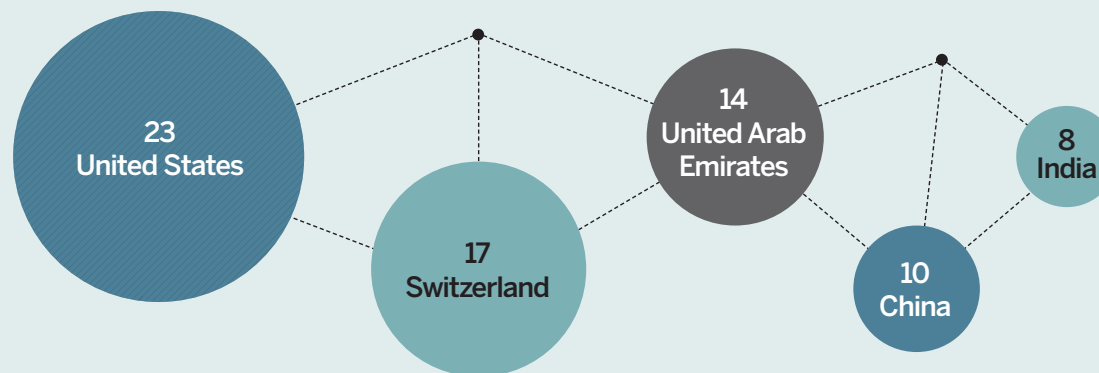 23
United States
17
Switzerland
14
United Arab
Emirates
10
China
8
India